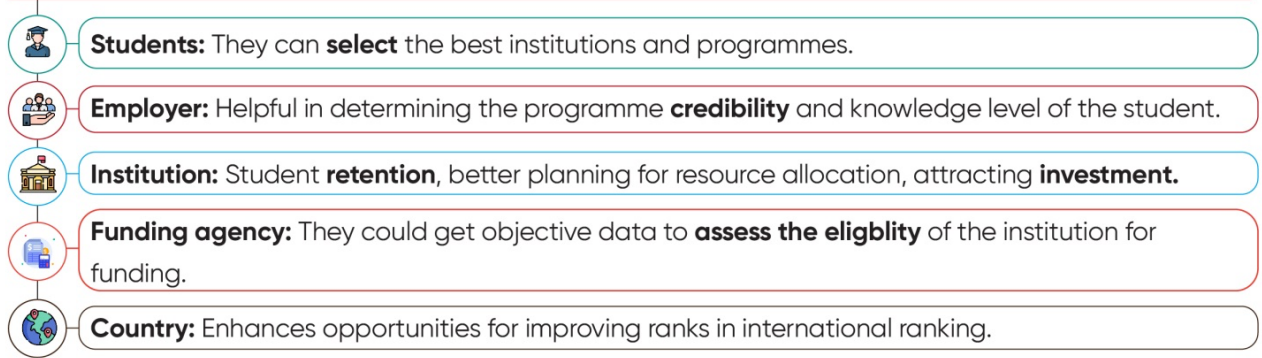 Students: They can select the best institutions and programmes.
Employer: Helpful in determining the programme credibility and knowledge level of the student.
Institution: Student retention, better planning for resource allocation, attracting investment.
Funding agency: They could get objective data to assess the eligblity of the institution for
funding.
Country: Enhances opportunities for improving ranks in international ranking.